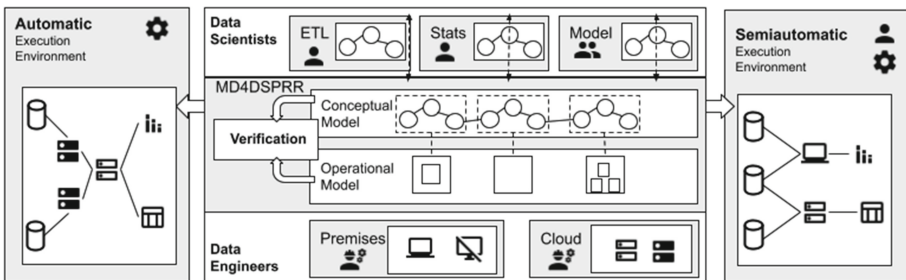 Automatic
Execution
Environment
Data
Scientists
ETL
Stats
Model
MD4DSPRR
Conceptual
Model
Verification
Operational
Model
Data
Engineers
Premises
Cloud
Semiautomatic
Execution
Environment